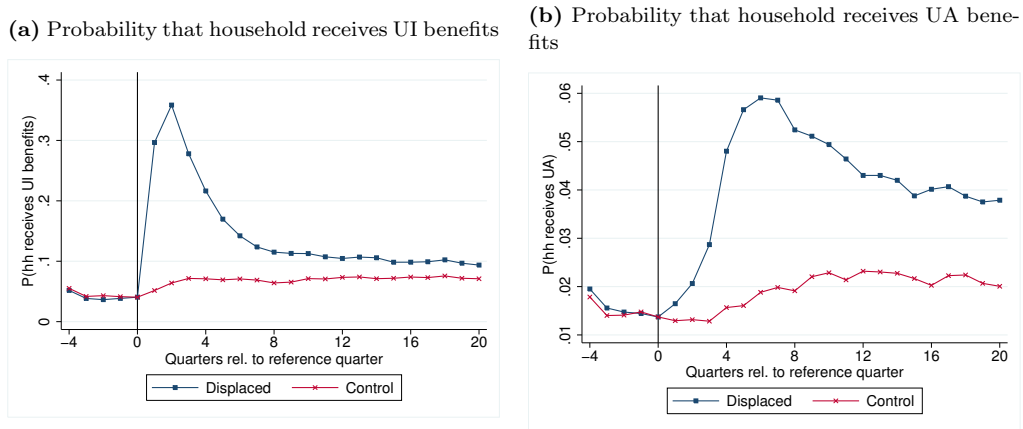 (a) Probability that household receives UI benefits
P(hh receives UI benefits)
.4
.3
.2
.1
0
−4 0 4 8 12 16 20
Quarters rel. to reference quarter
Displaced Control
(b) Probability that household receives UA bene-
fits
P(hh receives UA)
.06
.05
.04
.03
.02
.01
−4 0 4 8 12 16 20
Quarters rel. to reference quarter
Displaced Control